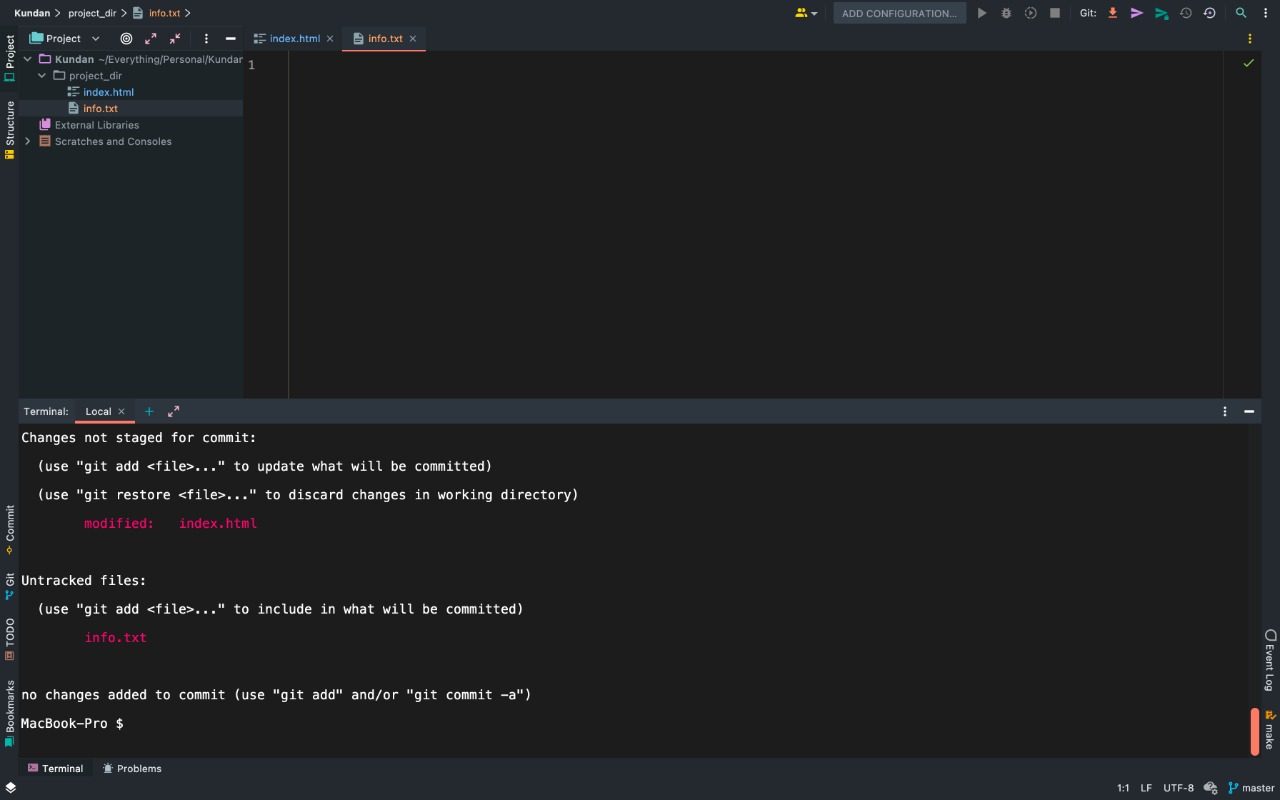 Kundan > project_dir > info.txt >
ADD CONFIGURATION...
Git:
Project
index.html
info.txt
Kundan ~/Everything/Personal/Kundan
project_dir
index.html
info.txt
External Libraries
Scratches and Consoles
1
Project
Structure
Commit
Git
TODO
Bookmarks
Event Log
make
Terminal:
Local
Changes not staged for commit:
(use "git add <file>..." to update what will be committed)
(use "git restore <file>..." to discard changes in working directory)
modified: index.html
Untracked files:
(use "git add <file>..." to include in what will be committed)
info.txt
no changes added to commit (use "git add" and/or "git commit -a")
MacBook-Pro $
Terminal
Problems
1:1 LF UTF-8 master